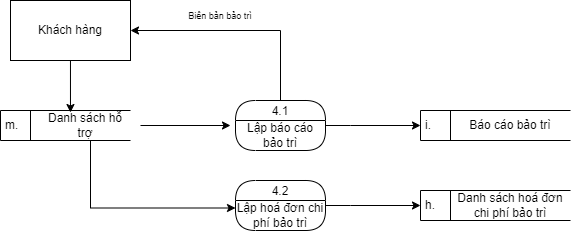 Biên bản bảo trì
Khách hàng
4.1
Lập báo cáo
bảo trì
m.
Danh sách hỗ
trợ
i.
Báo cáo bảo trì
4.2
Lập hoá đơn chi
phí bảo trì
h.
Danh sách hoá đơn
chi phí bảo trì